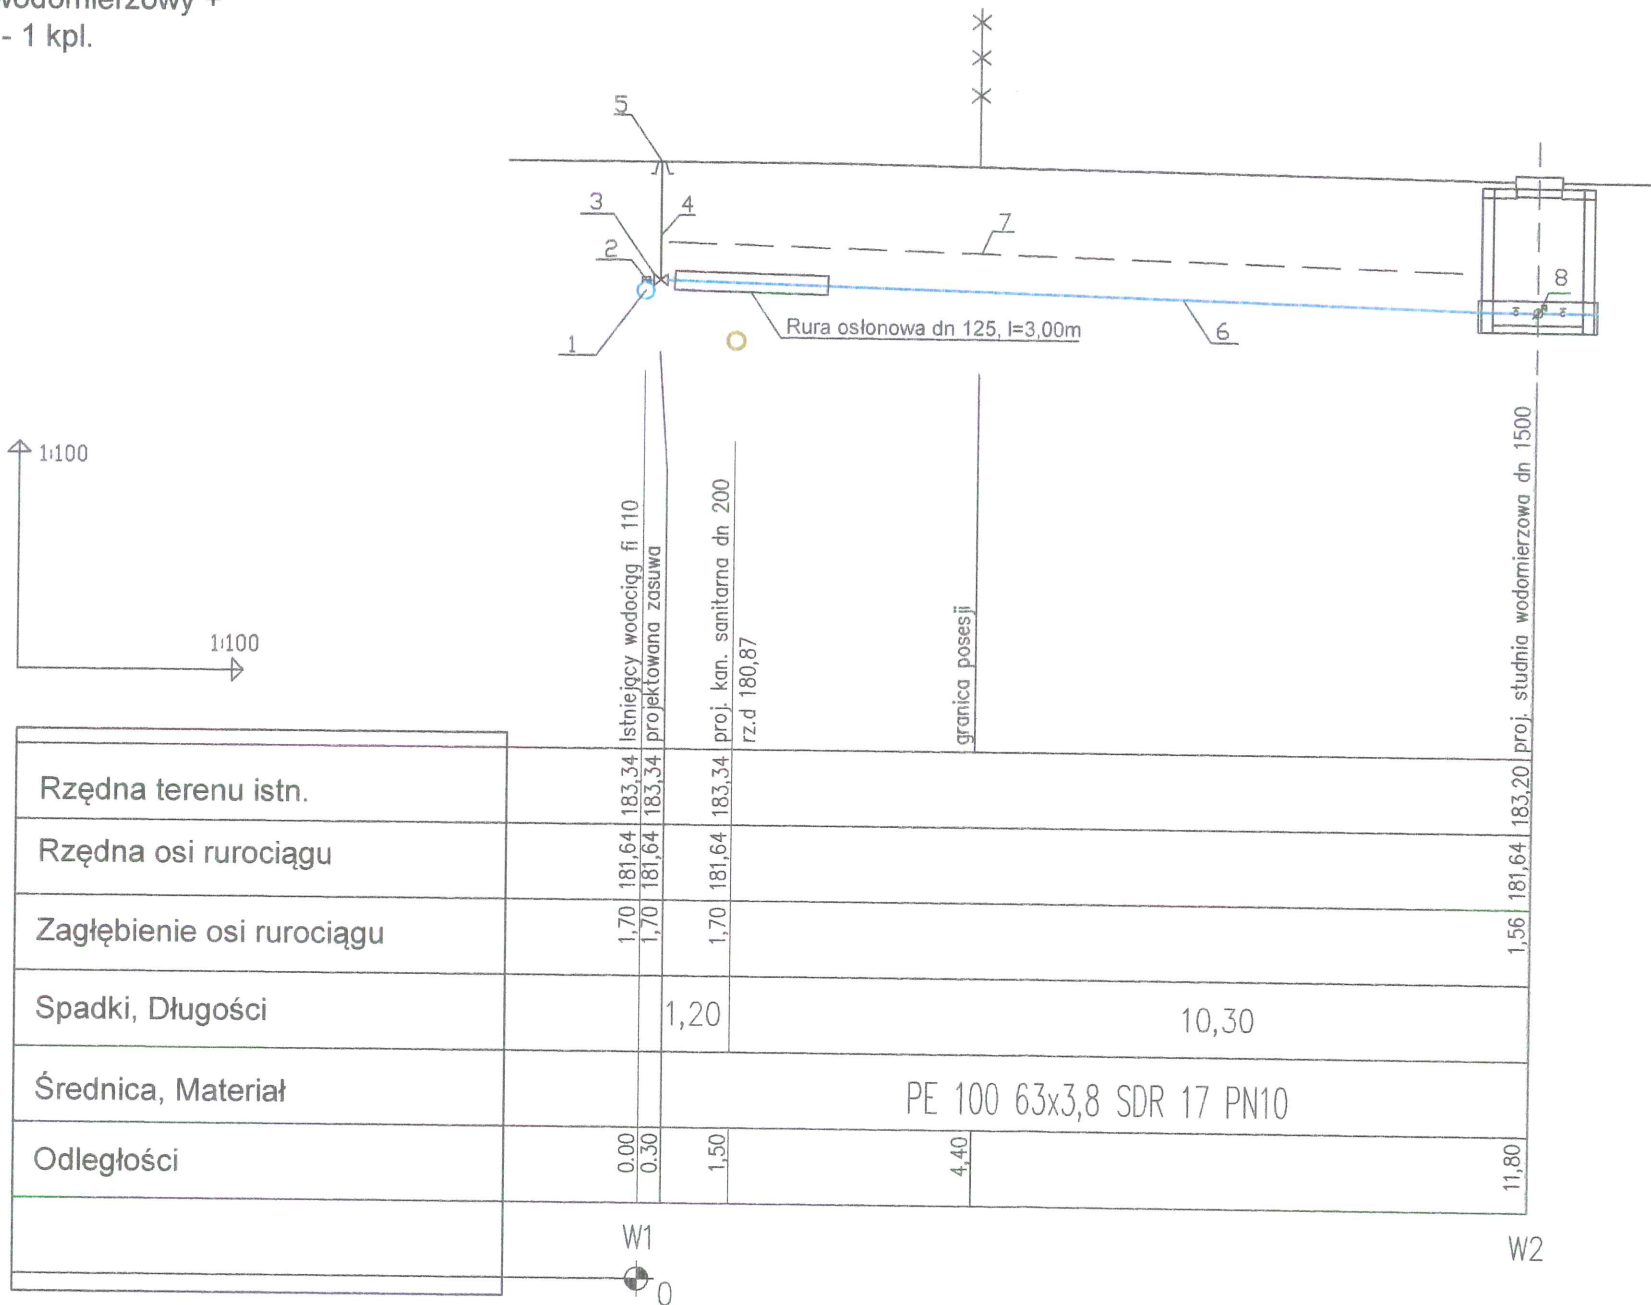 - 1 kpl.
5
3
4
2
7
8
1
Rura osłonowa dn 125, l=3,00m
6
1:100
1:100
Istniejący wodociąg fi 110
projektowana zasuwa
proj. kan. sanitarna dn 200
rz.d 180,87
granica posesji
proj. studnia wodomierzowa dn 1500
Rzędna terenu istn.
183,34
183,34
183,34
183,20
Rzędna osi rurociągu
181,64
181,64
181,64
181,64
Zagłębienie osi rurociągu
1,70
1,70
1,70
1,56
Spadki, Długości
1,20
10,30
Średnica, Materiał
PE 100 63x3,8 SDR 17 PN10
Odległości
0.00
0.30
1,50
4,40
11,80
W1
W2
0